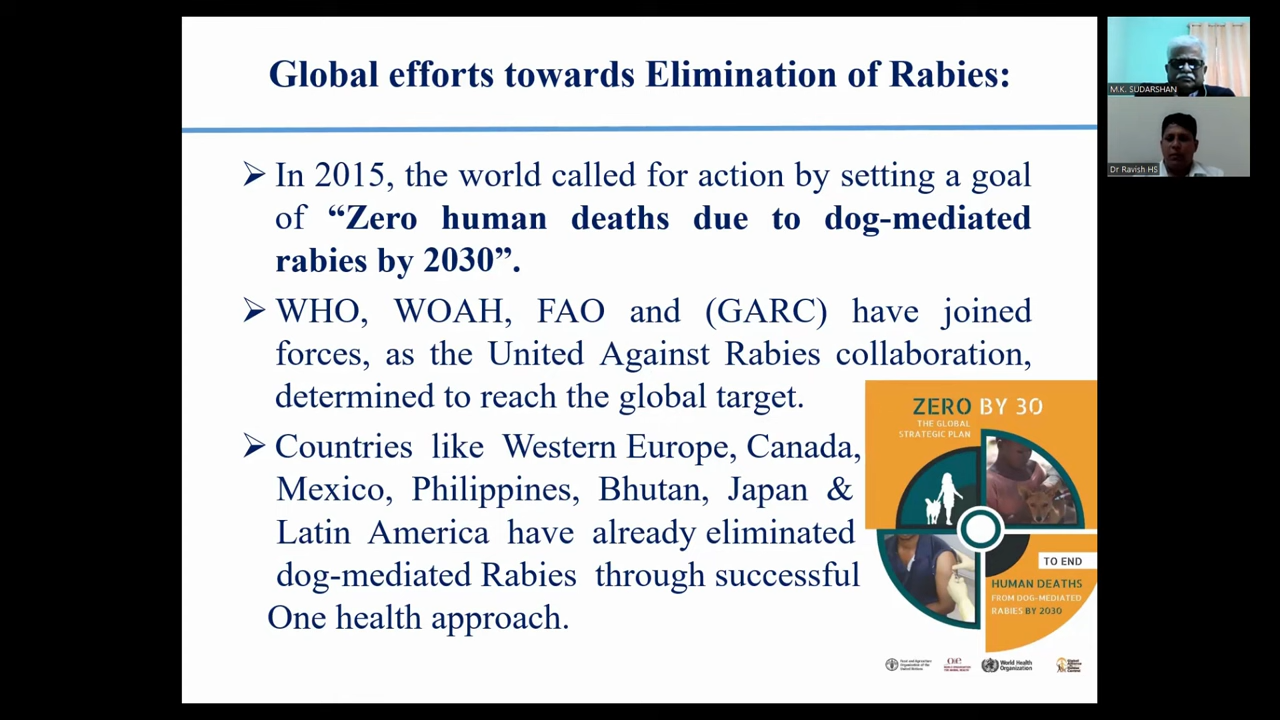 Global efforts towards Elimination of Rabies:
➢ In 2015, the world called for action by setting a goal
of “Zero human deaths due to dog-mediated
rabies by 2030”.
➢ WHO, WOAH, FAO and (GARC) have joined
forces, as the United Against Rabies collaboration,
determined to reach the global target.
➢ Countries like Western Europe, Canada,
Mexico, Philippines, Bhutan, Japan &
Latin America have already eliminated
dog-mediated Rabies through successful
One health approach.
ZERO BY 30
THE GLOBAL
STRATEGIC PLAN
TO END
HUMAN DEATHS
FROM DOG-MEDIATED
RABIES BY 2030
World Health
Organization
M.K. SUDARSHAN
Dr Ravish HS